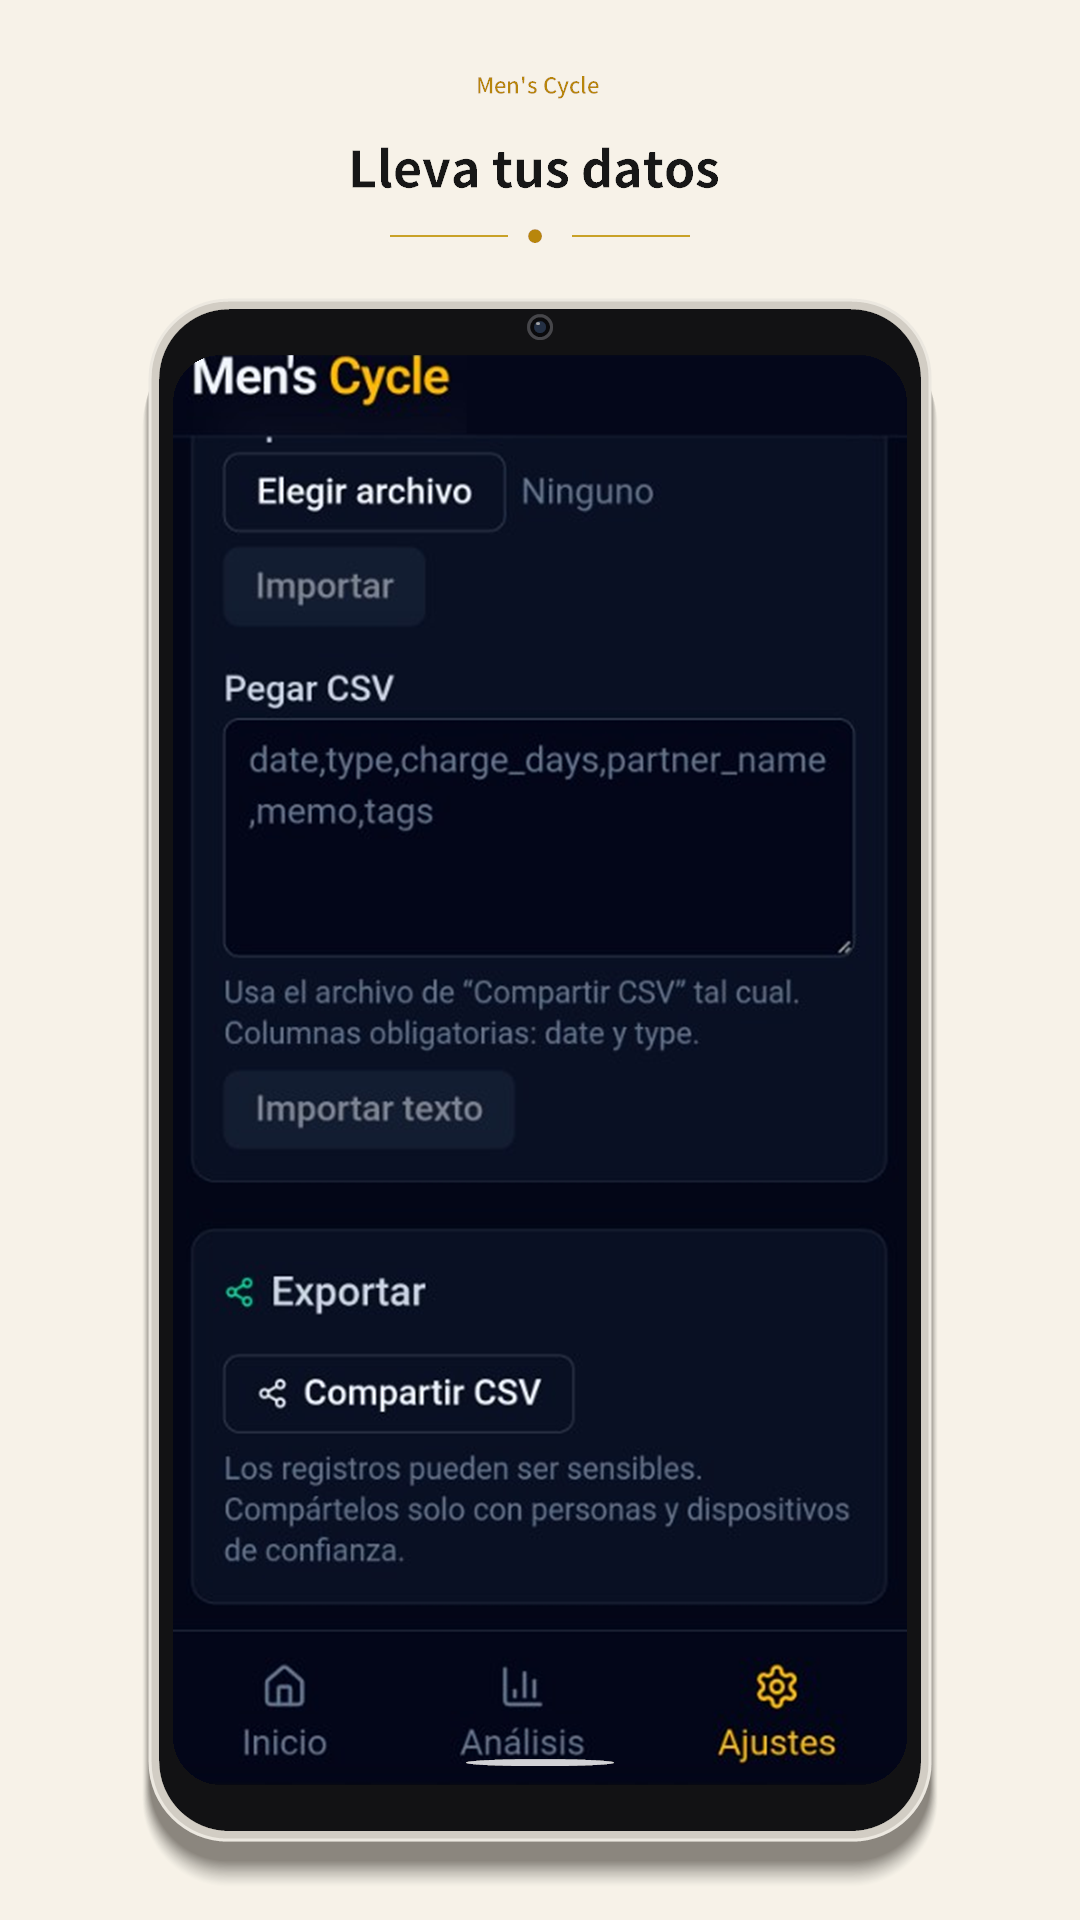 Men's Cycle
Lleva tus datos
Men's Cycle
Elegir archivo Ninguno
Importar
Pegar CSV
date,type,charge_days,partner_name
,memo,tags
Usa el archivo de “Compartir CSV” tal cual.
Columnas obligatorias: date y type.
Importar texto
Exportar
Compartir CSV
Los registros pueden ser sensibles.
Compártelos solo con personas y dispositivos
de confianza.
Inicio Análisis Ajustes